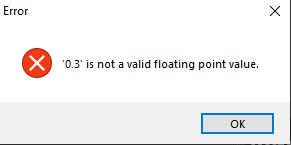 Error
'0.3' is not a valid floating point value.
OK